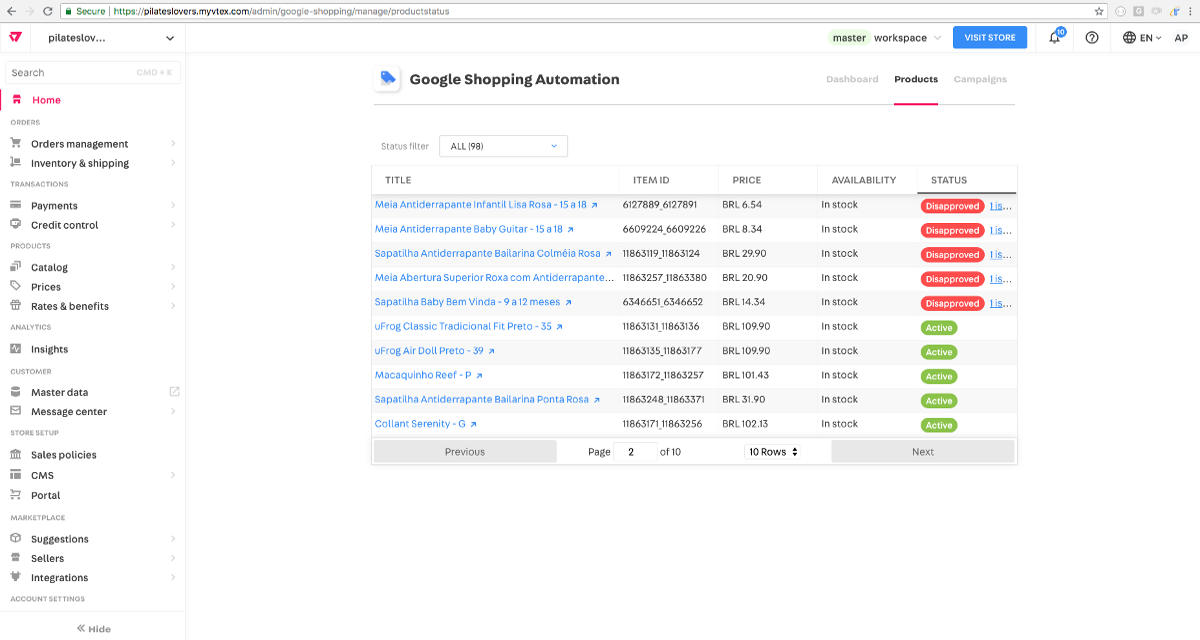 Secure https://pilateslovers.myvtex.com/admin/google-shopping/manage/productstatus
pilateslov...
master workspace
VISIT STORE
10
EN
AP
Search CMD + K
Home
ORDERS
Orders management
Inventory & shipping
TRANSACTIONS
Payments
Credit control
PRODUCTS
Catalog
Prices
Rates & benefits
ANALYTICS
Insights
CUSTOMER
Master data
Message center
STORE SETUP
Sales policies
CMS
Portal
MARKETPLACE
Suggestions
Sellers
Integrations
ACCOUNT SETTINGS
Hide
Google Shopping Automation
Dashboard Products Campaigns
Status filter ALL (98)
TITLE ITEM ID PRICE AVAILABILITY STATUS
Meia Antiderrapante Infantil Lisa Rosa - 15 a 18 6127889_6127891 BRL 6.54 In stock Disapproved 1 is...
Meia Antiderrapante Baby Guitar - 15 a 18 6609224_6609226 BRL 8.34 In stock Disapproved 1 is...
Sapatilha Antiderrapante Bailarina Colméia Rosa 11863119_11863124 BRL 29.90 In stock Disapproved 1 is...
Meia Abertura Superior Roxa com Antiderrapante... 11863257_11863380 BRL 20.90 In stock Disapproved 1 is...
Sapatilha Baby Bem Vinda - 9 a 12 meses 6346651_6346652 BRL 14.34 In stock Disapproved 1 is...
uFrog Classic Tradicional Fit Preto - 35 11863131_11863136 BRL 109.90 In stock Active
uFrog Air Doll Preto - 39 11863135_11863177 BRL 109.90 In stock Active
Macaquinho Reef - P 11863172_11863257 BRL 101.43 In stock Active
Sapatilha Antiderrapante Bailarina Ponta Rosa 11863248_11863371 BRL 31.90 In stock Active
Collant Serenity - G 11863171_11863256 BRL 102.13 In stock Active
Previous Page 2 of 10 10 Rows Next